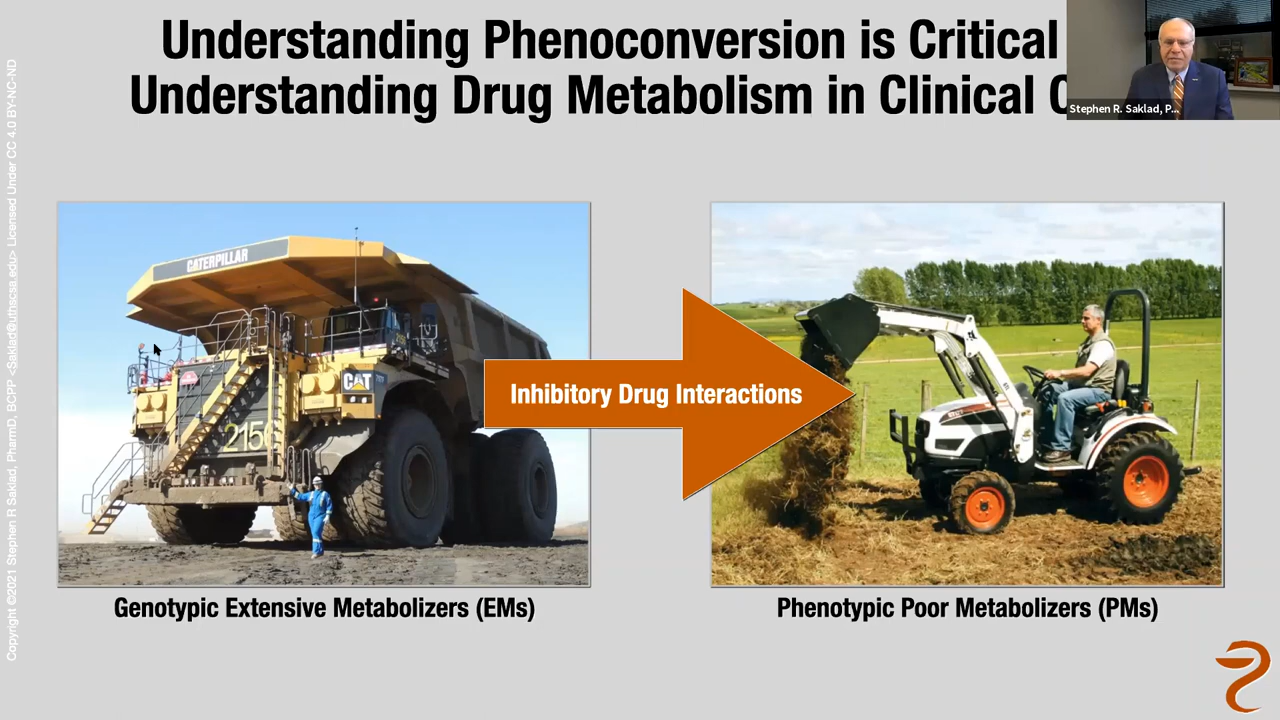 Understanding Phenoconversion is Critical
Understanding Drug Metabolism in Clinical
Stephen R. Saklad, P...
CATERPILLAR
CAT
Inhibitory Drug Interactions
Genotypic Extensive Metabolizers (EMs)
Phenotypic Poor Metabolizers (PMs)
Copyright ©2021 Stephen R Saklad, PharmD, BCPP <Saklad@uthscsa.edu> Licensed Under CC 4.0 BY-NC-ND